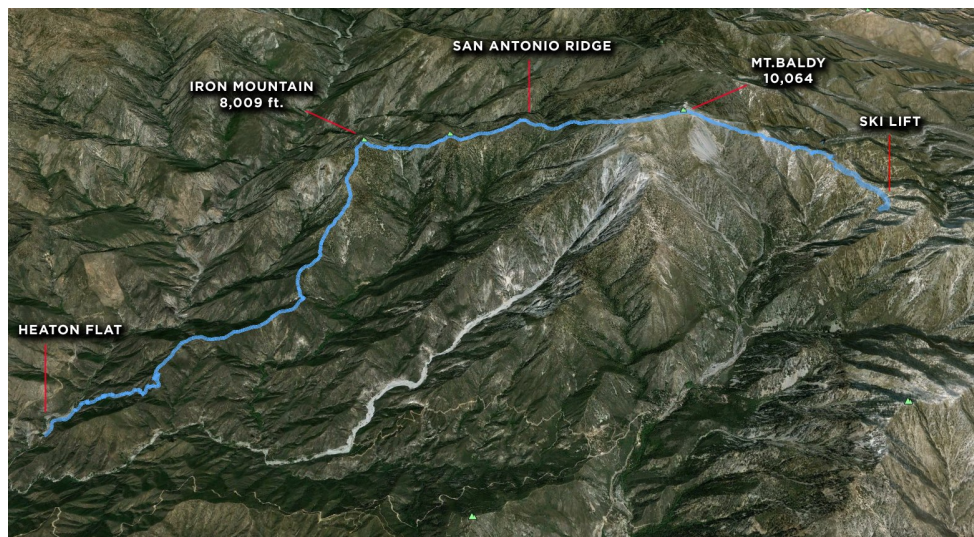 SAN ANTONIO RIDGE
MT.BALDY
10,064
IRON MOUNTAIN
8,009 ft.
SKI LIFT
HEATON FLAT